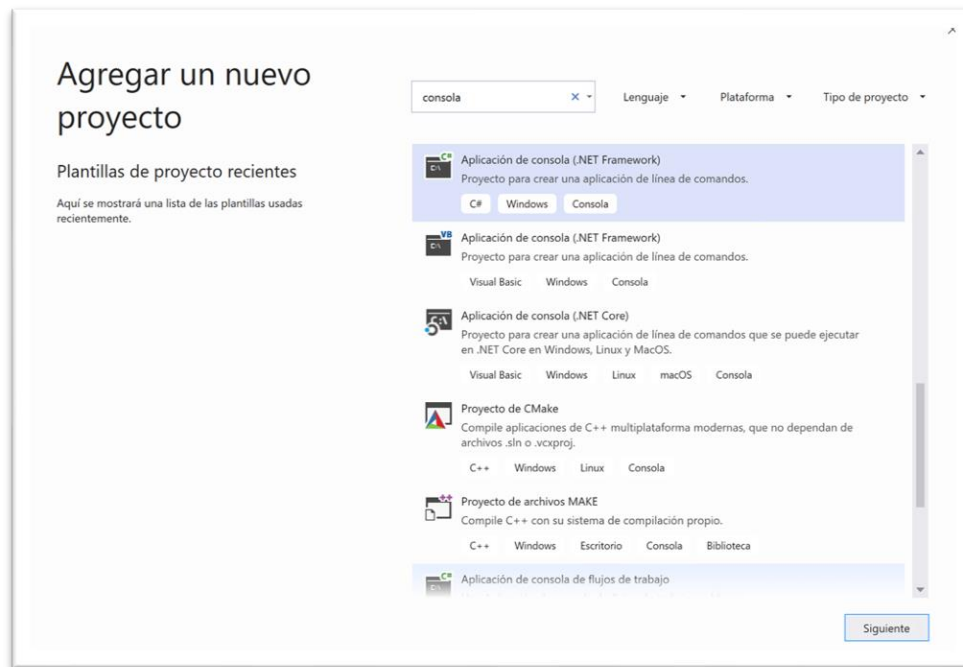 Agregar un nuevo
proyecto
Plantillas de proyecto recientes
Aquí se mostrará una lista de las plantillas usadas
recientemente.
consola
Lenguaje
Plataforma
Tipo de proyecto
C#
Aplicación de consola (.NET Framework)
Proyecto para crear una aplicación de línea de comandos.
C# Windows Consola
VB
Aplicación de consola (.NET Framework)
Proyecto para crear una aplicación de línea de comandos.
Visual Basic Windows Consola
Aplicación de consola (.NET Core)
Proyecto para crear una aplicación de línea de comandos que se puede ejecutar
en .NET Core en Windows, Linux y MacOS.
Visual Basic Windows Linux macOS Consola
Proyecto de CMake
Compile aplicaciones de C++ multiplataforma modernas, que no dependan de
archivos .sln o .vcxproj.
C++ Windows Linux Consola
Proyecto de archivos MAKE
Compile C++ con su sistema de compilación propio.
C++ Windows Escritorio Consola Biblioteca
C#
Aplicación de consola de flujos de trabajo
Siguiente